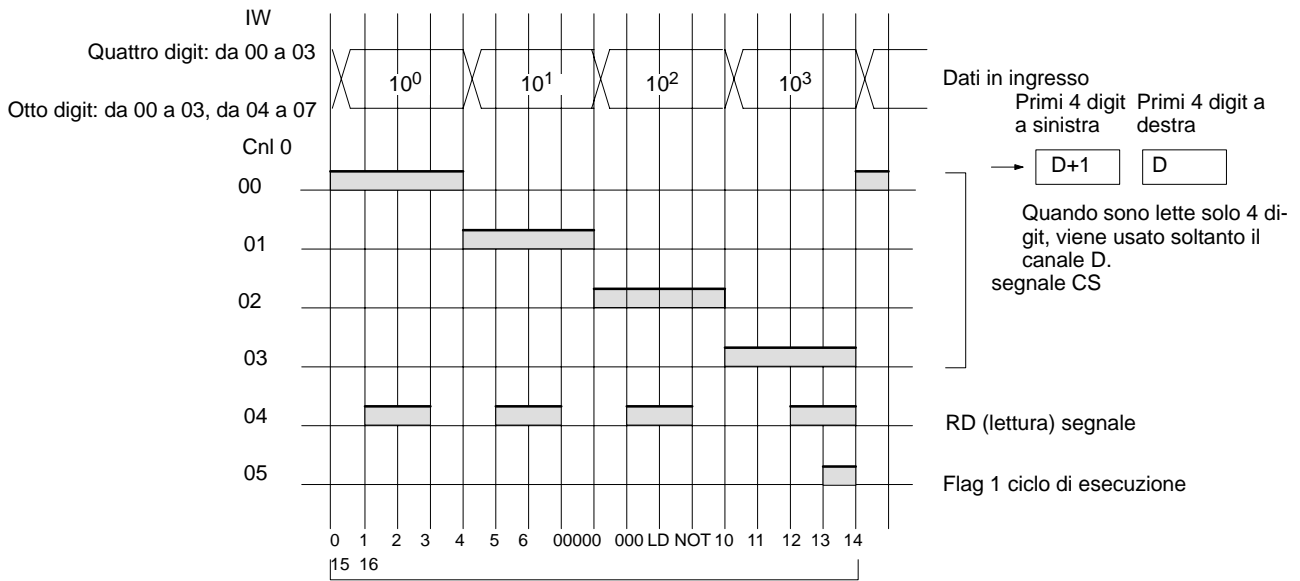 IW
Quattro digit: da 00 a 03
10⁰ 10¹ 10² 10³
Dati in ingresso
Otto digit: da 00 a 03, da 04 a 07
Primi 4 digit a sinistra
Primi 4 digit a destra
Cnl 0
D+1 D
00
Quando sono lette solo 4 di-
git, viene usato soltanto il
canale D.
01
segnale CS
02
03
04
RD (lettura) segnale
05
Flag 1 ciclo di esecuzione
0 1 2 3 4 5 6 00000 000 LD NOT 10 11 12 13 14
15 16